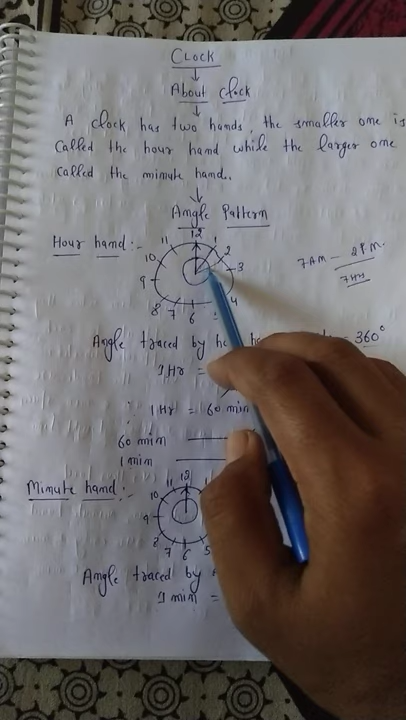 Clock
About clock
A clock has two hands, the smaller one is
called the hour hand while the larger one
called the minute hand.
Angle Pattern
Hour hand:-
12
1
2
3
4
6
7
8
9
10
11
7AM - 2PM.
7Hr
Angle traced by = 360°
1Hr =
∴ 1Hr = 60 min
60 min
1 min
Minute hand:-
11
12
10
9
8
7
6
5
Angle traced by
1 min =